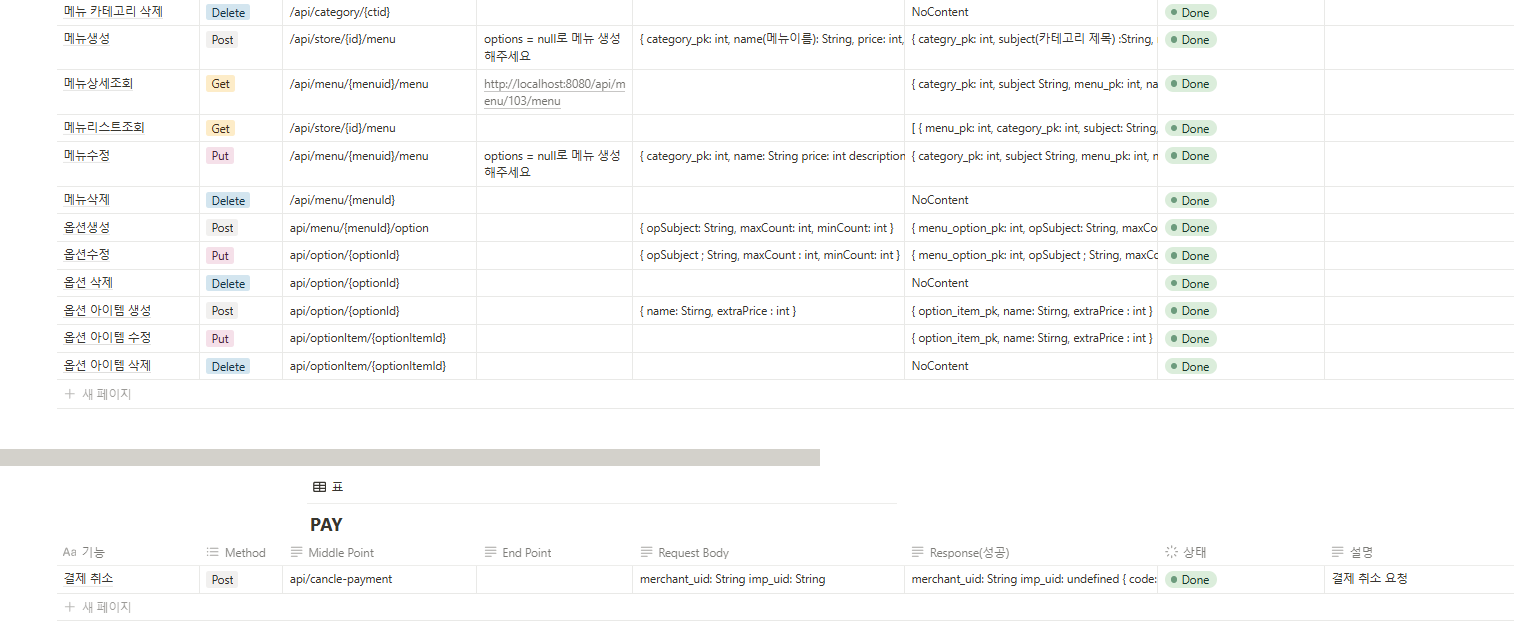 메뉴 카테고리 삭제 Delete /api/category/{ctid} NoContent Done
메뉴생성 Post /api/store/{id}/menu options = null로 메뉴 생성 { category_pk: int, name(메뉴이름): String, price: int, { categry_pk: int, subject(카테고리 제목) :String, Done
해주세요
메뉴상세조회 Get /api/menu/{menuid}/menu http://localhost:8080/api/m { categry_pk: int, subject String, menu_pk: int, na Done
enu/103/menu
메뉴리스트조회 Get /api/store/{id}/menu [ { menu_pk: int, category_pk: int, subject: String, Done
메뉴수정 Put /api/menu/{menuid}/menu options = null로 메뉴 생성 { category_pk: int, name: String price: int description { category_pk: int, subject String, menu_pk: int, n Done
해주세요
메뉴삭제 Delete /api/menu/{menuId} NoContent Done
옵션생성 Post api/menu/{menuId}/option { opSubject: String, maxCount: int, minCount: int } { menu_option_pk: int, opSubject: String, maxCo Done
옵션수정 Put api/option/{optionId} { opSubject ; String, maxCount : int, minCount: int } { menu_option_pk: int, opSubject ; String, maxCo Done
옵션 삭제 Delete api/option/{optionId} NoContent Done
옵션 아이템 생성 Post api/option/{optionId} { name: Stirng, extraPrice : int } { option_item_pk, name: Stirng, extraPrice : int } Done
옵션 아이템 수정 Put api/optionItem/{optionItemId} { option_item_pk, name: Stirng, extraPrice : int } Done
옵션 아이템 삭제 Delete api/optionItem/{optionItemId} NoContent Done
+ 새 페이지
표
PAY
Aa 기능 Method Middle Point End Point Request Body Response(성공) 상태 설명
결제 취소 Post api/cancle-payment merchant_uid: String imp_uid: String merchant_uid: String imp_uid: undefined { code: Done 결제 취소 요청
+ 새 페이지